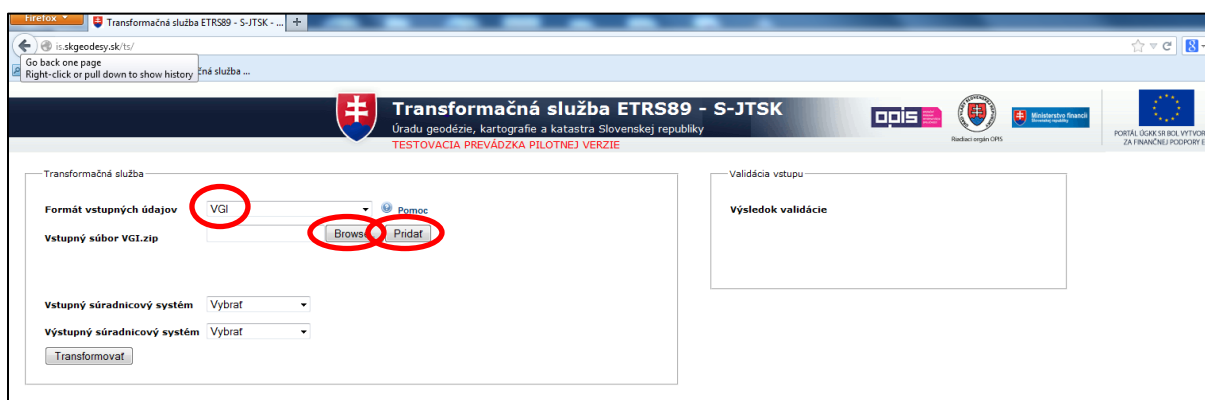 Firefox
Transformačná služba ETRS89 - S-JTSK - ... +
is.skgeodesy.sk/ts/
Go back one page
Right-click or pull down to show history
čná služba ...
Transformačná služba ETRS89 - S-JTSK
Úradu geodézie, kartografie a katastra Slovenskej republiky
TESTOVACIA PREVÁDZKA PILOTNEJ VERZIE
opis
Riadiaci orgán OPIS
Ministerstvo financií
PORTÁL ÚGKK SR BOL VYTVOR
ZA FINANČNEJ PODPORY E
Transformačná služba
Formát vstupných údajov VGI Pomoc
Vstupný súbor VGI.zip Browse Pridať
Vstupný súradnicový systém Vybrať
Výstupný súradnicový systém Vybrať
Transformovať
Validácia vstupu
Výsledok validácie